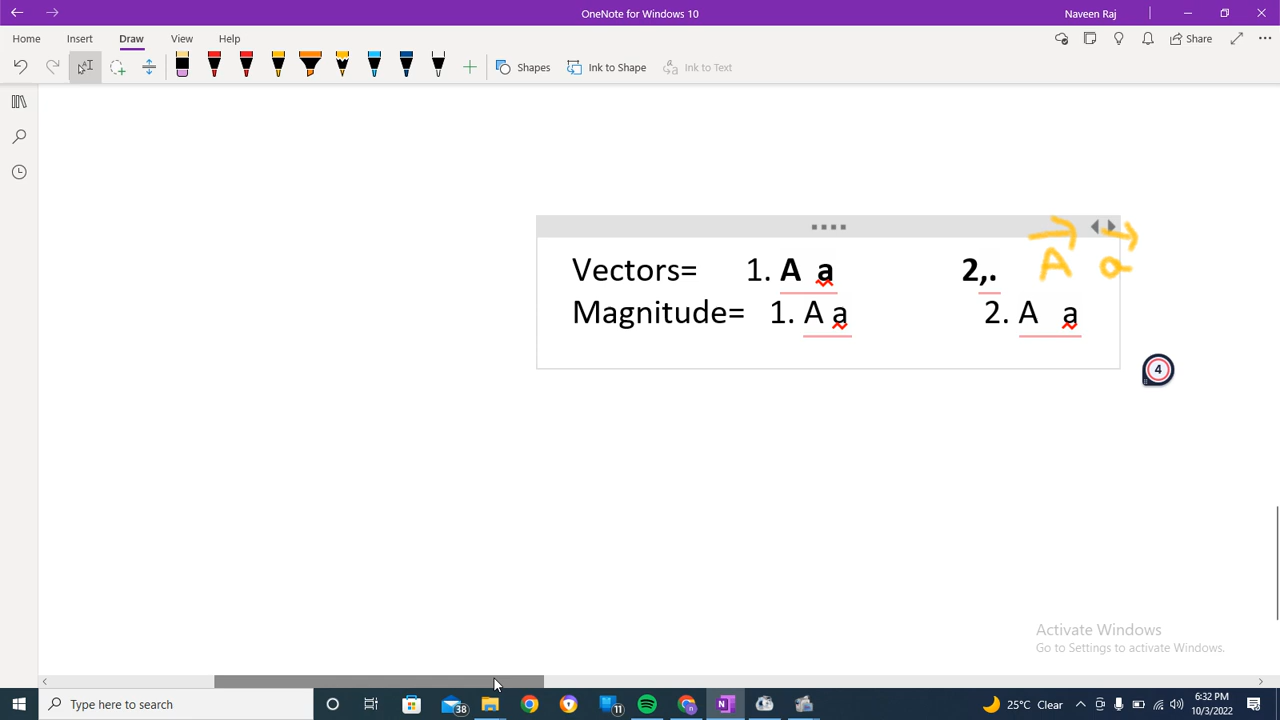 OneNote for Windows 10
Naveen Raj
Home Insert Draw View Help
Share
Shapes Ink to Shape Ink to Text
A a
Vectors= 1. A a 2,.
Magnitude= 1. A a 2. A a
4
Activate Windows
Go to Settings to activate Windows.
Type here to search
38
11
25°C Clear
6:32 PM
10/3/2022